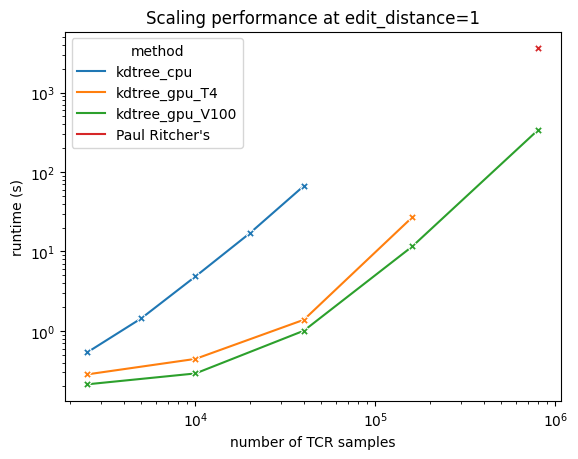 Scaling performance at edit_distance=1
method
kdtree_cpu
kdtree_gpu_T4
kdtree_gpu_V100
Paul Ritcher's
runtime (s)
10³
10²
10¹
10⁰
10⁴
10⁵
10⁶
number of TCR samples